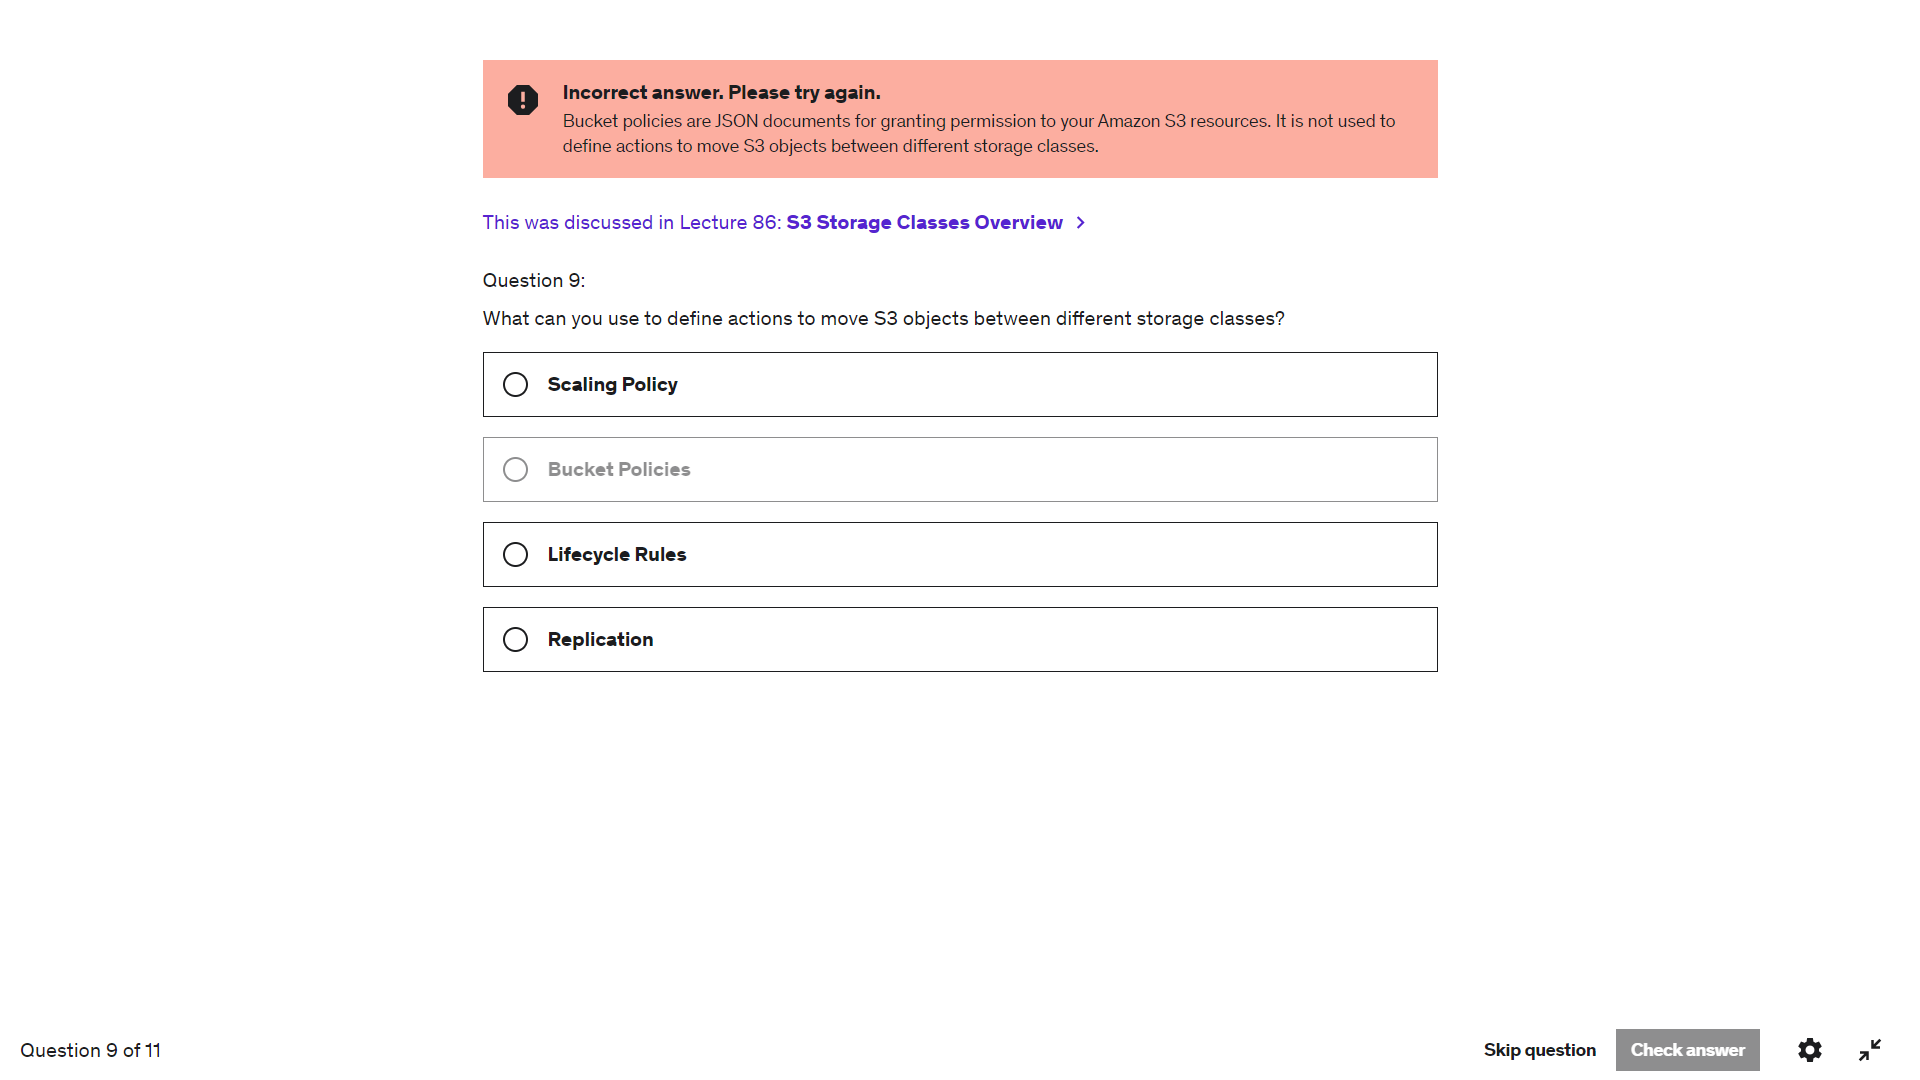 Incorrect answer. Please try again.
Bucket policies are JSON documents for granting permission to your Amazon S3 resources. It is not used to
define actions to move S3 objects between different storage classes.
This was discussed in Lecture 86: S3 Storage Classes Overview
Question 9:
What can you use to define actions to move S3 objects between different storage classes?
Scaling Policy
Bucket Policies
Lifecycle Rules
Replication
Question 9 of 11
Skip question
Check answer